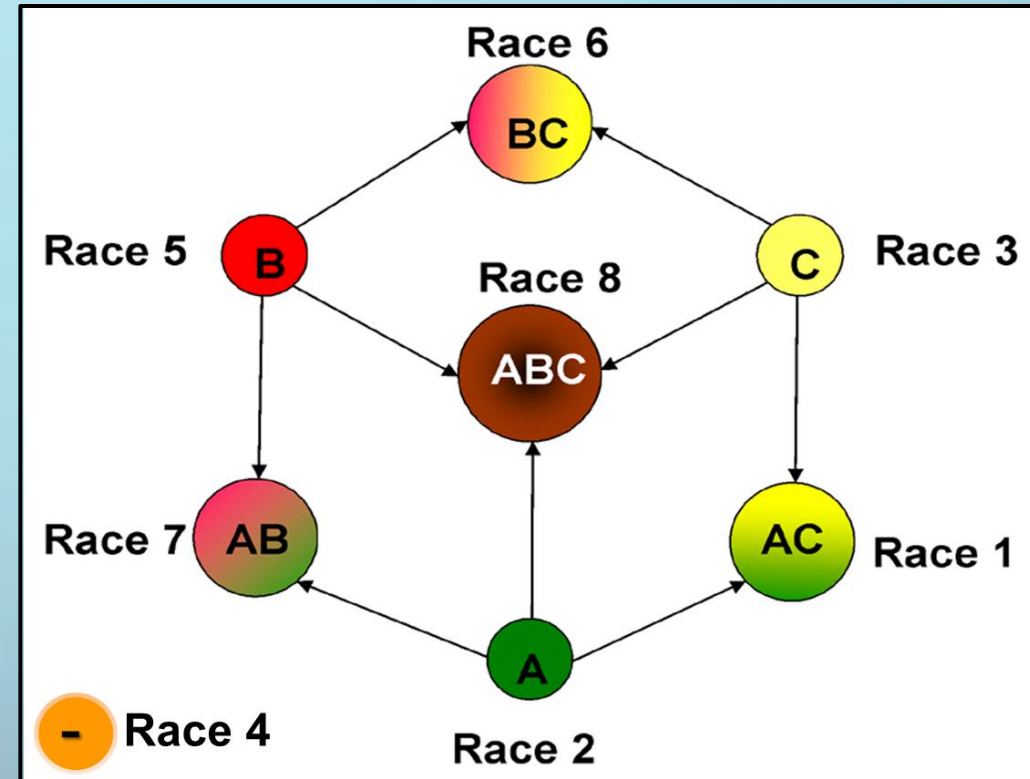 Race 6
BC
Race 5
B
C
Race 3
Race 8
ABC
Race 7
AB
AC
Race 1
A
- Race 4
Race 2